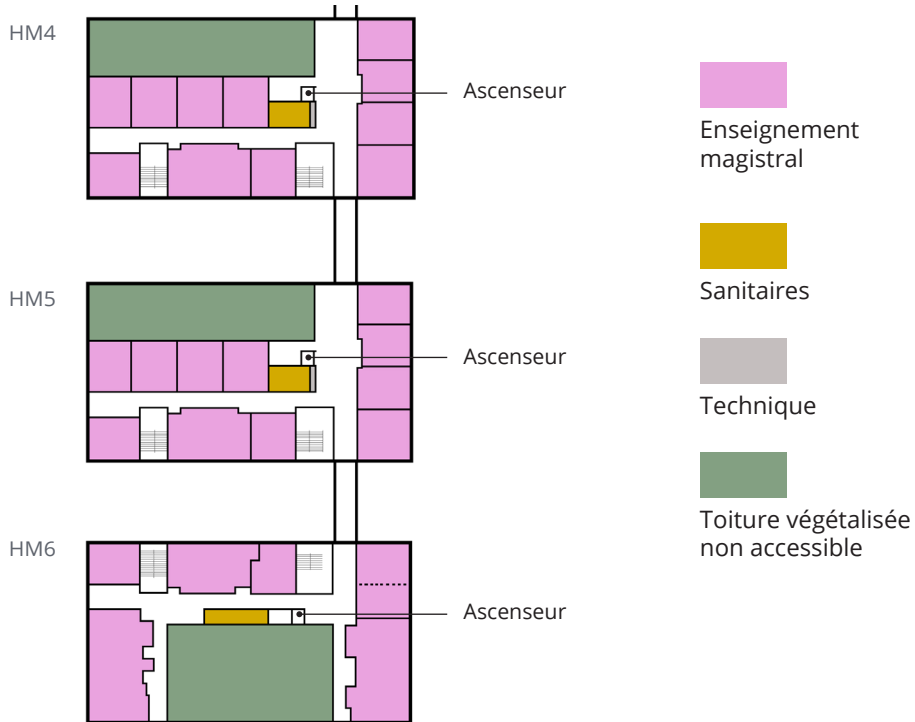 HM4
Ascenseur
HM5
Ascenseur
HM6
Ascenseur
Enseignement
magistral
Sanitaires
Technique
Toiture végétalisée
non accessible